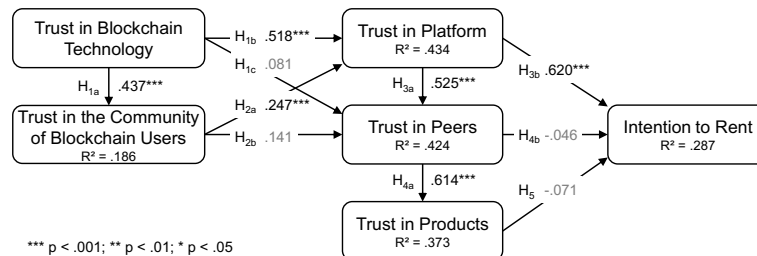 Trust in Blockchain
Technology
H1b .518***
Trust in Platform
R² = .434
H1c .081
H3b .620***
H1a .437***
H3a .525***
H2a .247***
Trust in the Community
of Blockchain Users
R² = .186
H2b .141
Trust in Peers
R² = .424
H4b -.046
Intention to Rent
R² = .287
H4a .614***
H5 -.071
Trust in Products
R² = .373
*** p < .001; ** p < .01; * p < .05